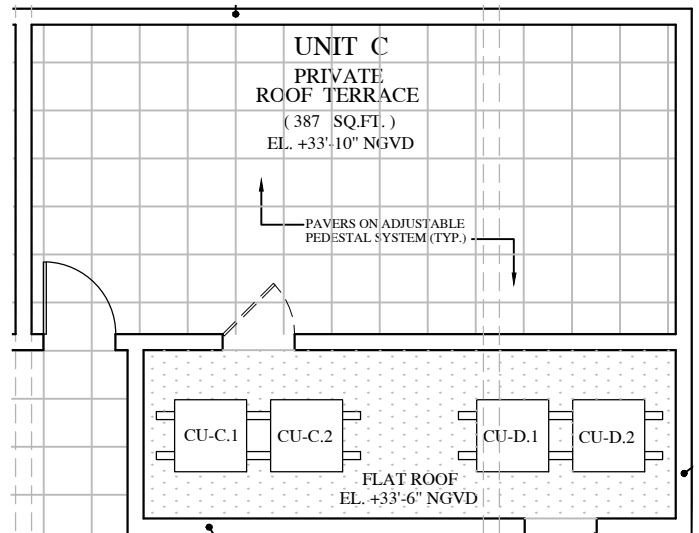 UNIT C
PRIVATE
ROOF TERRACE
( 387 SQ.FT. )
EL. +33'-10" NGVD
PAVERS ON ADJUSTABLE
PEDESTAL SYSTEM (TYP.)
CU-C.1
CU-C.2
CU-D.1
CU-D.2
FLAT ROOF
EL. +33'-6" NGVD